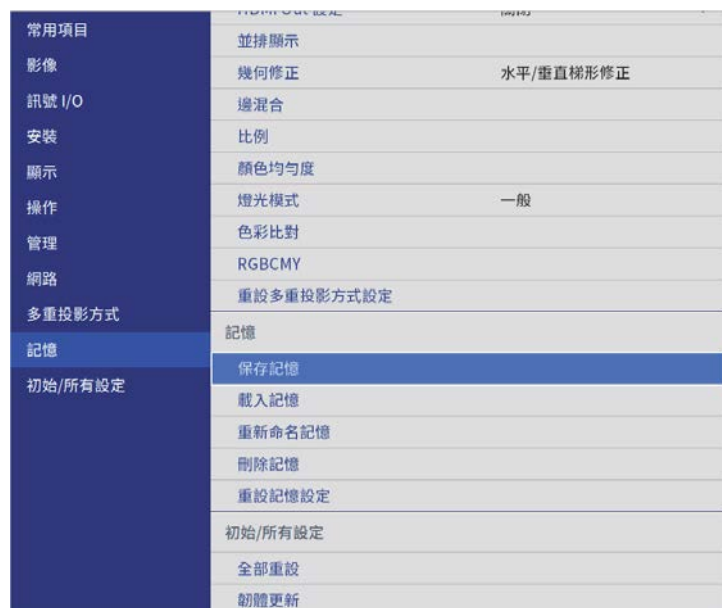 常用項目
影像
訊號 I/O
安裝
顯示
操作
管理
網路
多重投影方式
記憶
初始/所有設定
並排顯示
幾何修正 水平/垂直梯形修正
邊混合
比例
顏色均勻度
燈光模式 一般
色彩比對
RGBCMY
重設多重投影方式設定
記憶
保存記憶
載入記憶
重新命名記憶
刪除記憶
重設記憶設定
初始/所有設定
全部重設
韌體更新